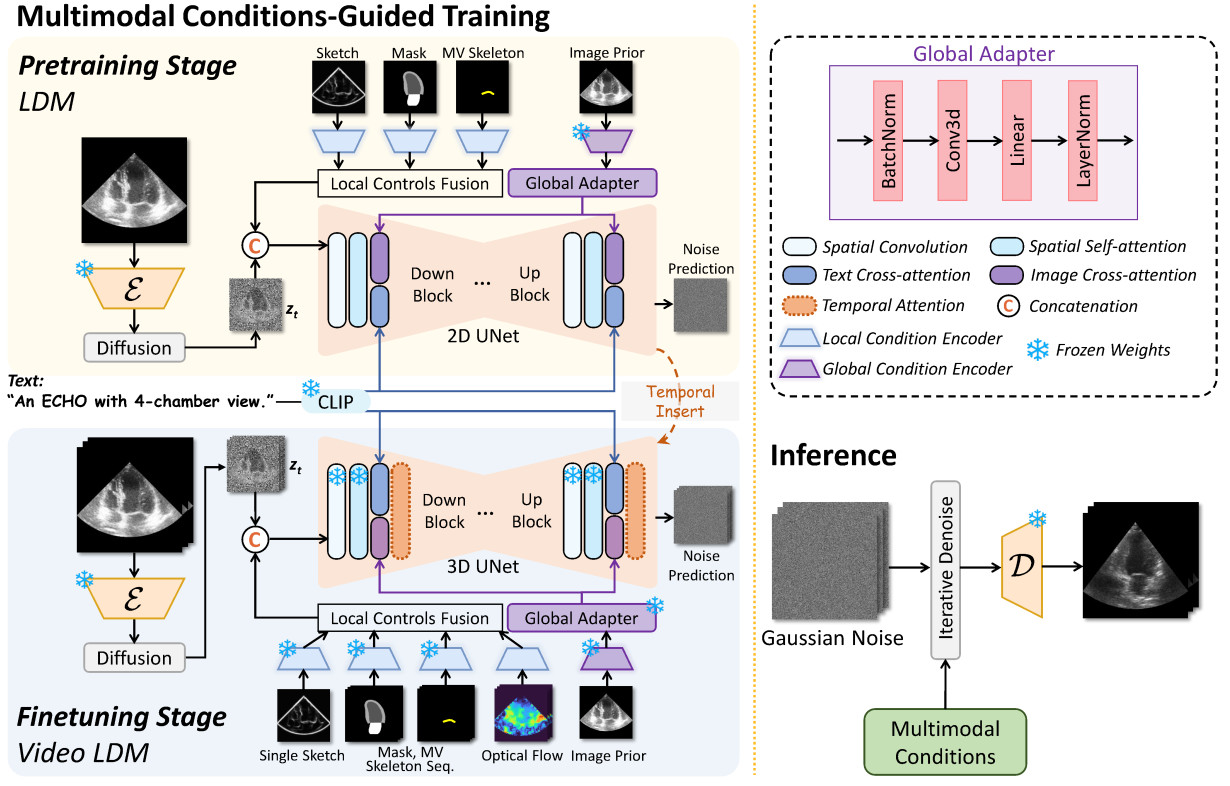 Multimodal Conditions-Guided Training
Pretraining Stage
LDM
Sketch
Mask
MV Skeleton
Image Prior
Local Controls Fusion
Global Adapter
C
ℰ
z_t
Diffusion
Down
Block
...
Up
Block
2D UNet
Noise
Prediction
Text:
“An ECHO with 4-chamber view.”
CLIP
Temporal
Insert
z_t
C
ℰ
Diffusion
Down
Block
...
Up
Block
3D UNet
Noise
Prediction
Local Controls Fusion
Global Adapter
Finetuning Stage
Video LDM
Single Sketch
Mask, MV
Skeleton Seq.
Optical Flow
Image Prior
Global Adapter
BatchNorm
Conv3d
Linear
LayerNorm
Spatial Convolution
Spatial Self-attention
Text Cross-attention
Image Cross-attention
Temporal Attention
C Concatenation
Local Condition Encoder
Global Condition Encoder
Frozen Weights
Inference
Gaussian Noise
Iterative Denoise
𝒟
Multimodal
Conditions